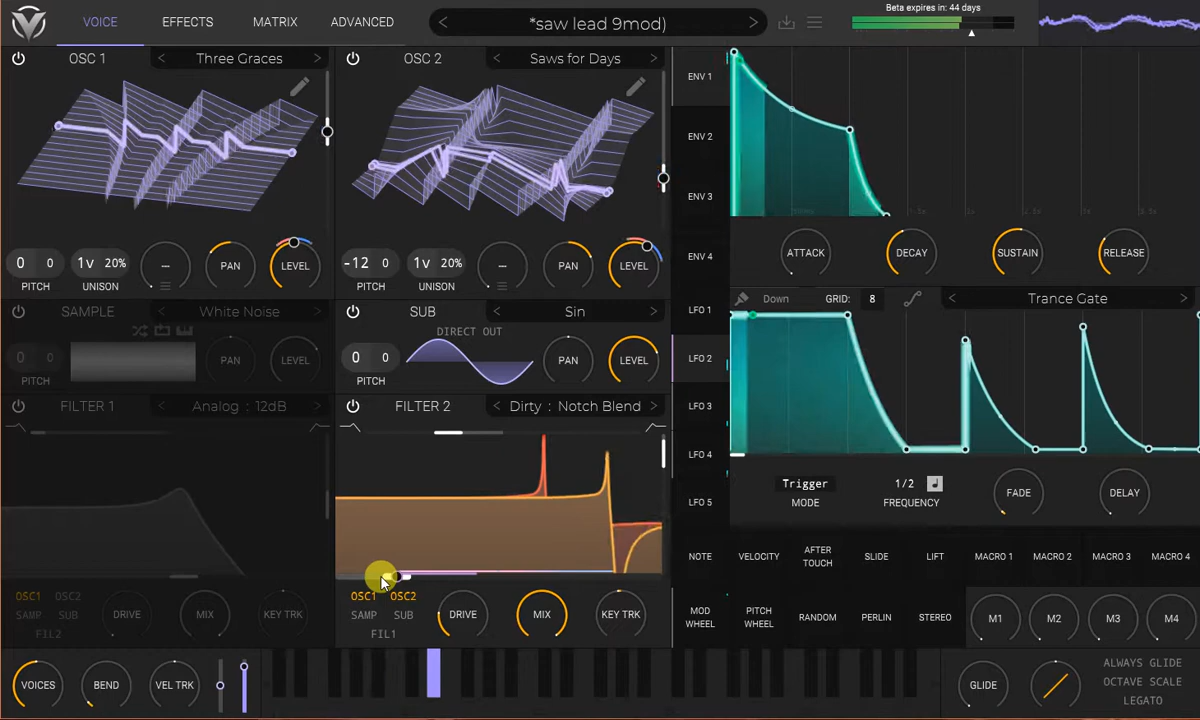 VOICE EFFECTS MATRIX ADVANCED
< *saw lead 9mod) >
Beta expires in: 44 days
OSC 1 < Three Graces >
OSC 2 < Saws for Days >
0 0 1v 20% -- PAN LEVEL
PITCH UNISON
-12 0 1v 20% -- PAN LEVEL
PITCH UNISON
SAMPLE < White Noise >
0 0 PAN LEVEL
PITCH
SUB < Sin >
DIRECT OUT
0 0 PAN LEVEL
PITCH
FILTER 1 < Analog : 12dB >
OSC1 OSC2
SAMP SUB
FIL2
DRIVE MIX KEY TRK
FILTER 2 < Dirty : Notch Blend >
OSC1 OSC2
SAMP SUB
FIL1
DRIVE MIX KEY TRK
ENV 1
ENV 2
ENV 3
ENV 4
LFO 1
LFO 2
LFO 3
LFO 4
LFO 5
ATTACK DECAY SUSTAIN RELEASE
Down GRID: 8 < Trance Gate >
Trigger
MODE
1/2
FREQUENCY
FADE DELAY
NOTE VELOCITY AFTER
TOUCH SLIDE LIFT MACRO 1 MACRO 2 MACRO 3 MACRO 4
MOD
WHEEL PITCH
WHEEL RANDOM PERLIN STEREO M1 M2 M3 M4
VOICES BEND VEL TRK
GLIDE
ALWAYS GLIDE
OCTAVE SCALE
LEGATO